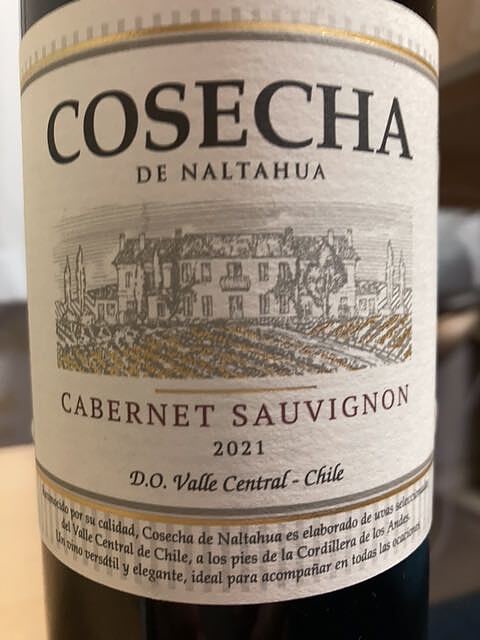 COSECHA
DE NALTAHUA
CABERNET SAUVIGNON
2021
D.O. Valle Central - Chile
Reconocido por su calidad, Cosecha de Naltahua es elaborado de uvas seleccionadas
del Valle Central de Chile, a los pies de la Cordillera de los Andes.
Un vino versátil y elegante, ideal para acompañar en todas las ocasiones